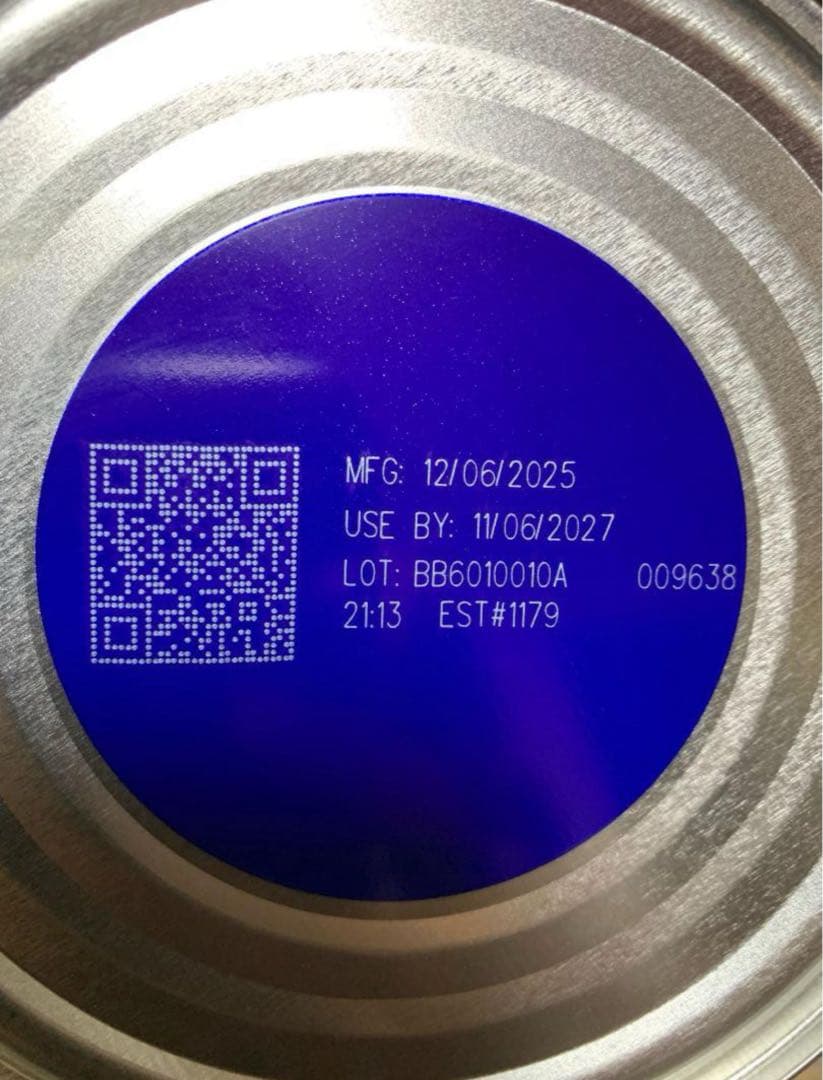 MFG: 12/06/2025
USE BY: 11/06/2027
LOT: BB6010010A 009638
21:13 EST#1179